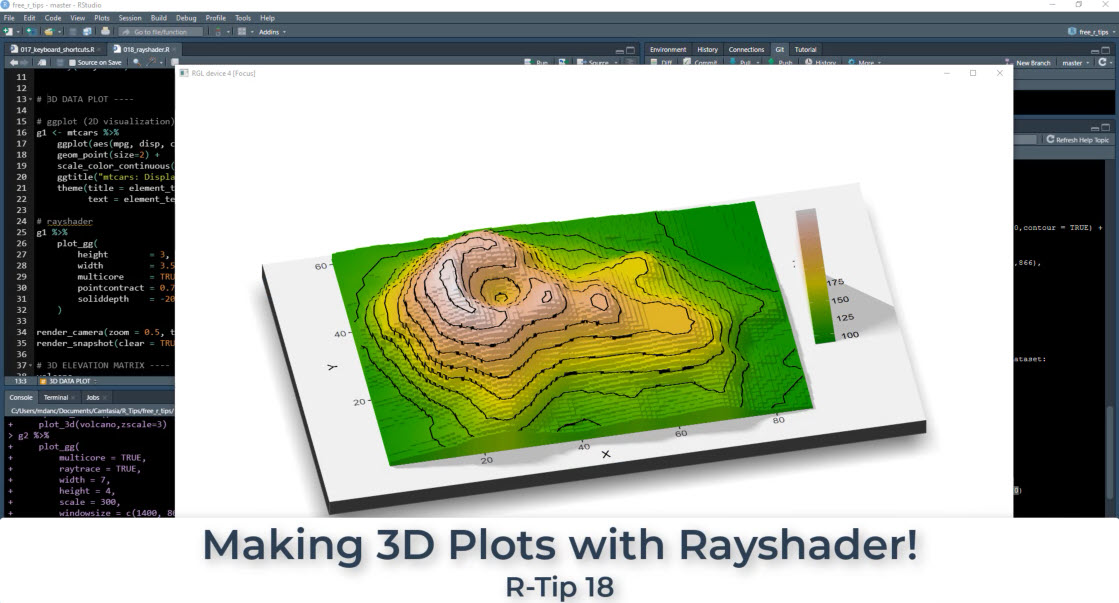 free_r_tips - master - RStudio
File Edit Code View Plots Session Build Debug Profile Tools Help
Go to file/function
Addins
free_r_tips
017_keyboard_shortcuts.R
018_rayshader.R
Environment History Connections Git Tutorial
Source on Save
Run
Source
Diff Commit Pull Push History More
New Branch master
RGL device 4 [Focus]
Refresh Help Topic
11
12
13 # 3D DATA PLOT ----
14
15 # ggplot (2D visualization)
16 g1 <- mtcars %>%
17 ggplot(aes(mpg, disp, c
18 geom_point(size=2) +
19 scale_color_continuous(
20 ggtitle("mtcars: Displa
21 theme(title = element_t
22 text = element_te
23
24 # rayshader
25 g1 %>%
26 plot_gg(
27 height = 3,
28 width = 3.5
29 multicore = TRU
30 pointcontract = 0.7
31 soliddepth = -20
32 )
33
34 render_camera(zoom = 0.5, t
35 render_snapshot(clear = TRU
36
37 # 3D ELEVATION MATRIX ----
38
13:3 3D DATA PLOT
Console Terminal Jobs
C:/Users/mdanc/Documents/Camtasia/R_Tips/free_r_tips/
+ plot_3d(volcano,zscale=3)
> g2 %>%
+ plot_gg(
+ multicore = TRUE,
+ raytrace = TRUE,
+ width = 7,
+ height = 4,
+ scale = 300,
+ windowsize = c(1400, 86
0,contour = TRUE) +
,866),
ataset:
)
60
40
20
Y
20
40
60
80
X
175
150
125
100
Making 3D Plots with Rayshader!
R-Tip 18